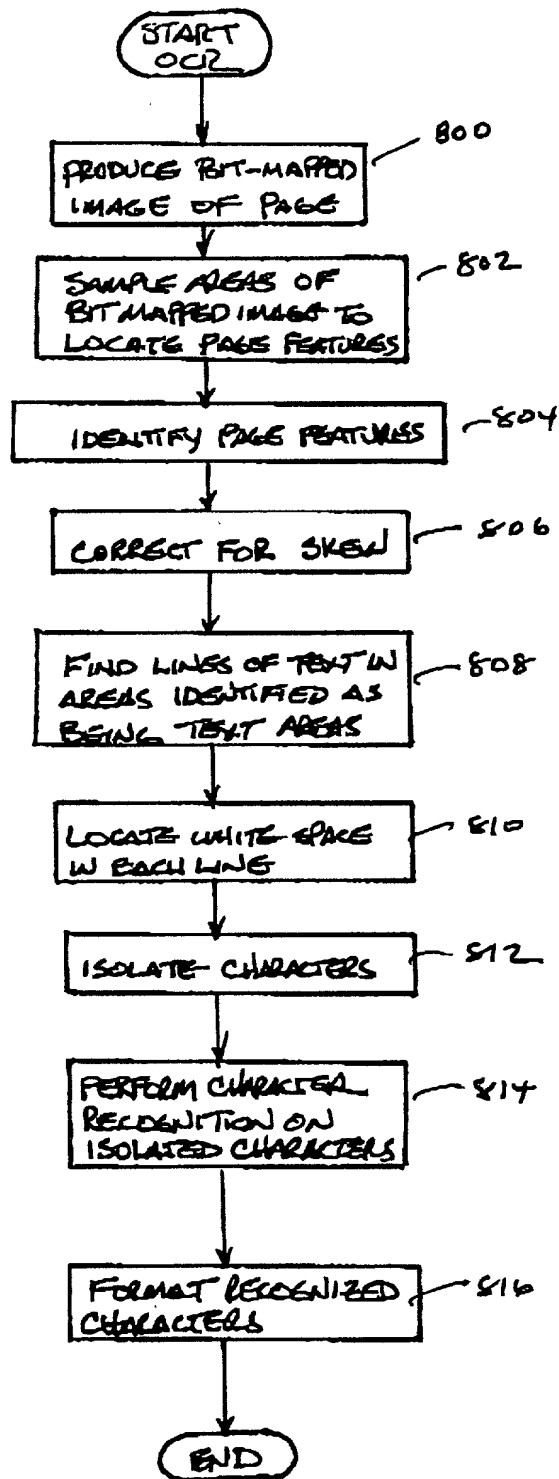 START
OCR
800
PRODUCE BIT-MAPPED
IMAGE OF PAGE
802
SAMPLE AREAS OF
BIT MAPPED IMAGE TO
LOCATE PAGE FEATURES
804
IDENTIFY PAGE FEATURES
806
CORRECT FOR SKEW
808
FIND LINES OF TEXT IN
AREAS IDENTIFIED AS
BEING TEXT AREAS
810
LOCATE WHITE SPACE
IN EACH LINE
812
ISOLATE CHARACTERS
814
PERFORM CHARACTER
RECOGNITION ON
ISOLATED CHARACTERS
816
FORMAT RECOGNIZED
CHARACTERS
END